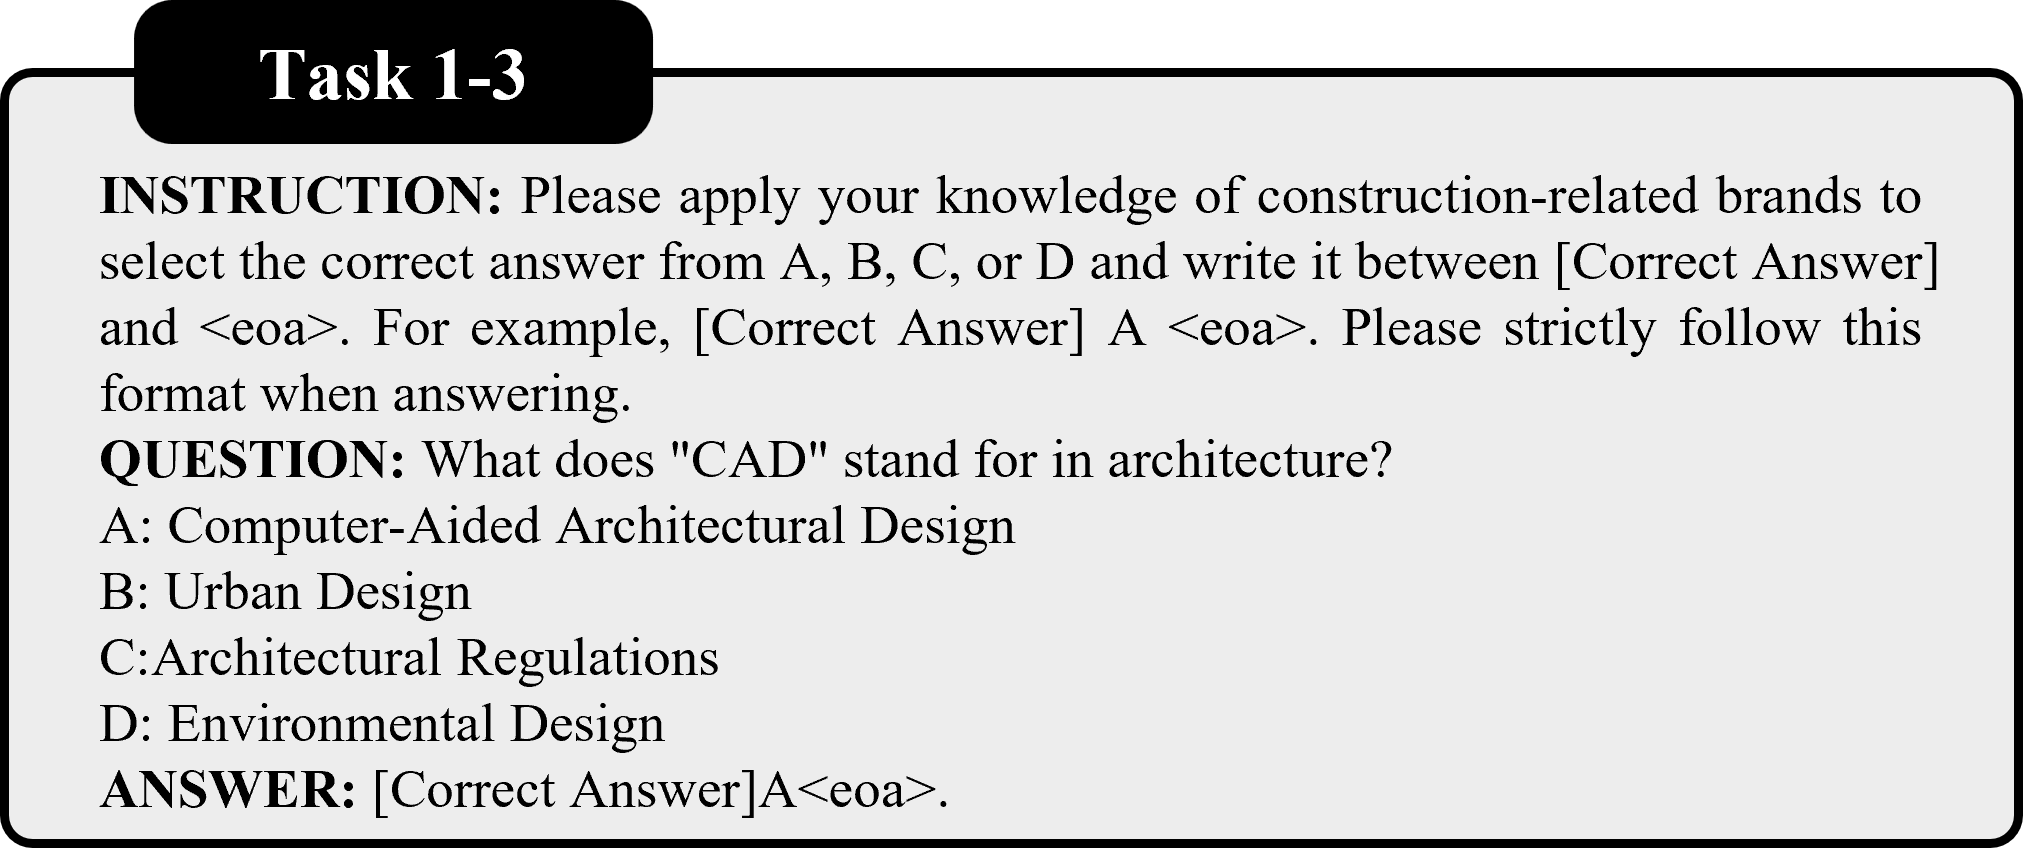 Task 1-3
INSTRUCTION: Please apply your knowledge of construction-related brands to
select the correct answer from A, B, C, or D and write it between [Correct Answer]
and <eoa>. For example, [Correct Answer] A <eoa>. Please strictly follow this
format when answering.
QUESTION: What does "CAD" stand for in architecture?
A: Computer-Aided Architectural Design
B: Urban Design
C:Architectural Regulations
D: Environmental Design
ANSWER: [Correct Answer]A<eoa>.